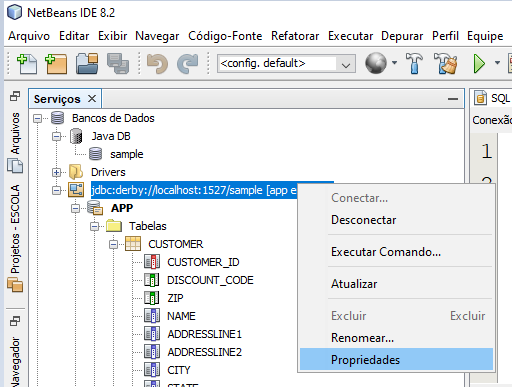 NetBeans IDE 8.2
Arquivo Editar Exibir Navegar Código-Fonte Refatorar Executar Depurar Perfil Equipe
<config. default>
Serviços
SQL
Bancos de Dados
Conexão
Java DB
sample
1
Drivers
jdbc:derby://localhost:1527/sample [app e
APP
Tabelas
CUSTOMER
CUSTOMER_ID
DISCOUNT_CODE
ZIP
NAME
ADDRESSLINE1
ADDRESSLINE2
CITY
STATE
Conectar...
Desconectar
Executar Comando...
Atualizar
Excluir Excluir
Renomear...
Propriedades
Arquivos
Projetos - ESCOLA
Navegador